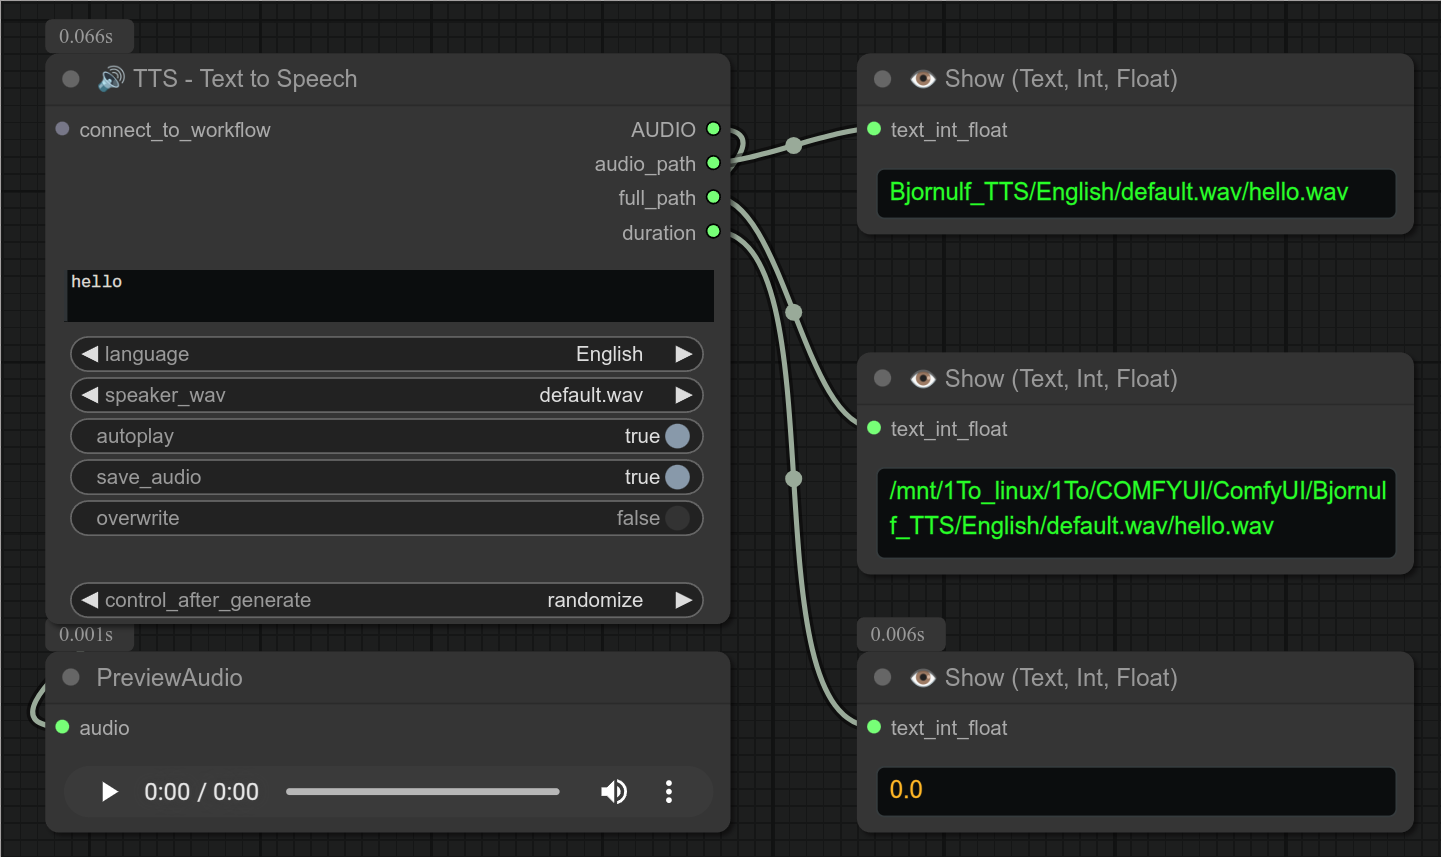 0.066s
🔊 TTS - Text to Speech
connect_to_workflow
AUDIO
audio_path
full_path
duration
hello
language English
speaker_wav default.wav
autoplay true
save_audio true
overwrite false
control_after_generate randomize
0.001s
PreviewAudio
audio
0:00 / 0:00
👁️ Show (Text, Int, Float)
text_int_float
Bjornulf_TTS/English/default.wav/hello.wav
👁️ Show (Text, Int, Float)
text_int_float
/mnt/1To_linux/1To/COMFYUI/ComfyUI/Bjornul
f_TTS/English/default.wav/hello.wav
0.006s
👁️ Show (Text, Int, Float)
text_int_float
0.0